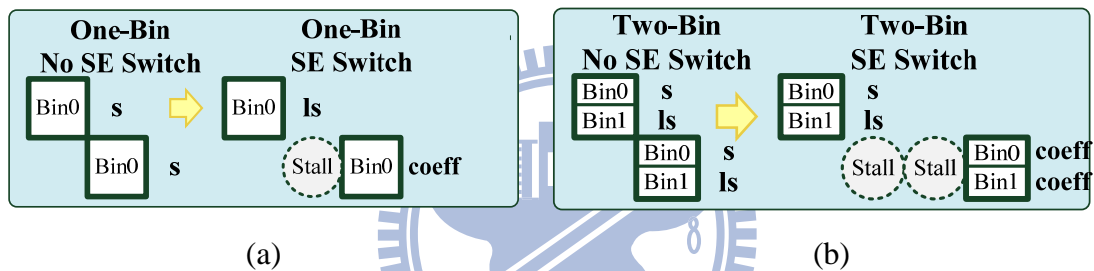 One-Bin
No SE Switch
One-Bin
SE Switch
Bin0
s
Bin0
s
Bin0
ls
Stall
Bin0
coeff
(a)
Two-Bin
No SE Switch
Two-Bin
SE Switch
Bin0
s
Bin1
ls
Bin0
s
Bin1
ls
Bin0
s
Bin1
ls
Stall
Stall
Bin0
coeff
Bin1
coeff
(b)